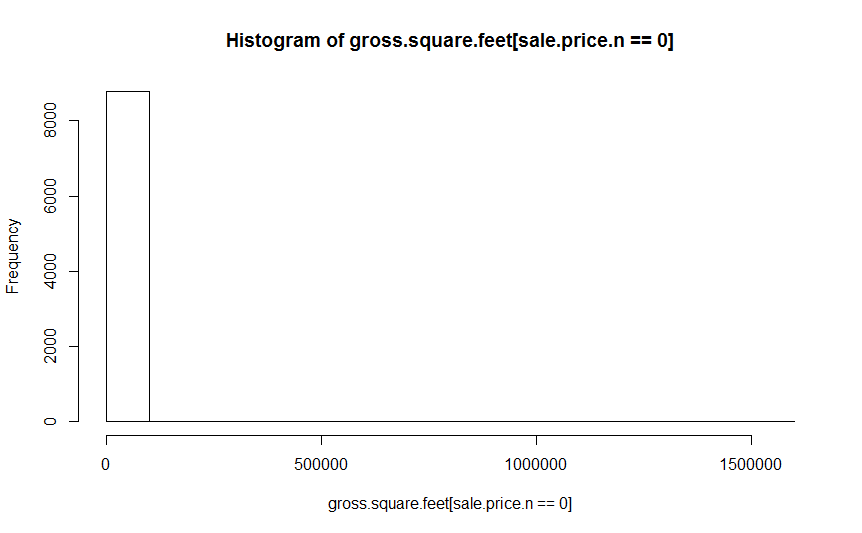 Histogram of gross.square.feet[sale.price.n == 0]
Frequency
8000
6000
4000
2000
0
0 500000 1000000 1500000
gross.square.feet[sale.price.n == 0]